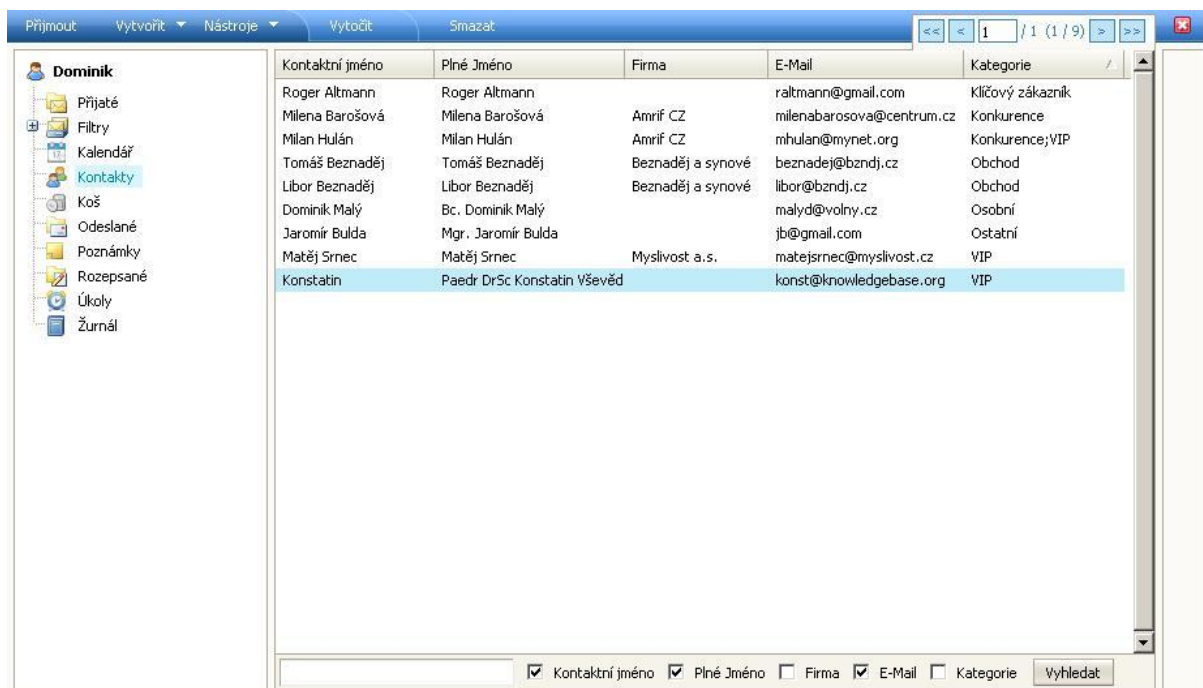 Přijmout Vytvořit Nástroje Vytočit Smazat << < 1 / 1 (1 / 9) > >>
Dominik
Přijaté
Filtry
Kalendář
Kontakty
Koš
Odeslané
Poznámky
Rozepsané
Úkoly
Žurnál
Kontaktní jméno Plné Jméno Firma E-Mail Kategorie
Roger Altmann Roger Altmann raltmann@gmail.com Klíčový zákazník
Milena Barošová Milena Barošová Amrif CZ milenabarosova@centrum.cz Konkurence
Milan Hulán Milan Hulán Amrif CZ mhulan@mynet.org Konkurence;VIP
Tomáš Beznaděj Tomáš Beznaděj Beznaděj a synové beznadej@bzndj.cz Obchod
Libor Beznaděj Libor Beznaděj Beznaděj a synové libor@bzndj.cz Obchod
Dominik Malý Bc. Dominik Malý malyd@volny.cz Osobní
Jaromír Bulda Mgr. Jaromír Bulda jb@gmail.com Ostatní
Matěj Srnec Matěj Srnec Myslivost a.s. matejsrnec@myslivost.cz VIP
Konstatin Paedr DrSc Konstatin Vševěd konst@knowledgebase.org VIP
Kontaktní jméno Plné Jméno Firma E-Mail Kategorie Vyhledat